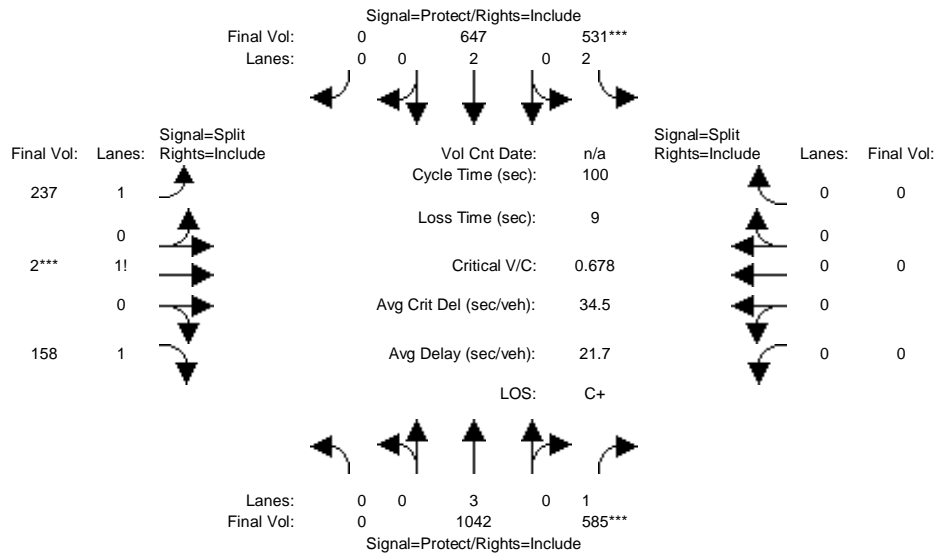 Signal=Protect/Rights=Include
Final Vol: 0 647 531***
Lanes: 0 0 2 0 2
Signal=Split
Final Vol: Lanes: Rights=Include
Vol Cnt Date: n/a
Signal=Split
Rights=Include Lanes: Final Vol:
Cycle Time (sec): 100
237 1
0 0
Loss Time (sec): 9
0
0
2*** 1!
Critical V/C: 0.678
0 0
0
Avg Crit Del (sec/veh): 34.5
0
158 1
Avg Delay (sec/veh): 21.7
0 0
LOS: C+
Lanes: 0 0 3 0 1
Final Vol: 0 1042 585***
Signal=Protect/Rights=Include